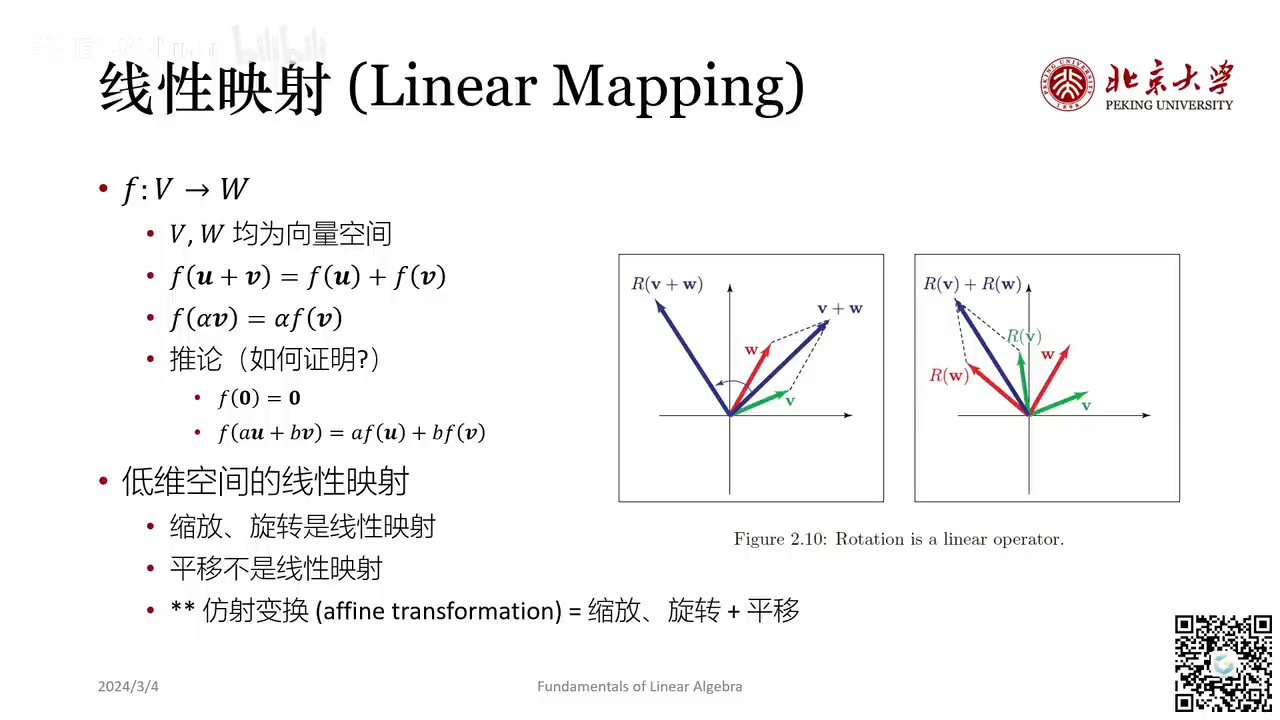 线性映射 (Linear Mapping)
北京大学
PEKING UNIVERSITY
• f: V → W
• V, W 均为向量空间
• f(u + v) = f(u) + f(v)
• f(αv) = αf(v)
• 推论（如何证明?）
• f(0) = 0
• f(au + bv) = af(u) + bf(v)
• 低维空间的线性映射
• 缩放、旋转是线性映射
• 平移不是线性映射
• ** 仿射变换 (affine transformation) = 缩放、旋转 + 平移
R(v + w)
v + w
w
v
R(v) + R(w)
R(v)
w
R(w)
v
Figure 2.10: Rotation is a linear operator.
2024/3/4
Fundamentals of Linear Algebra